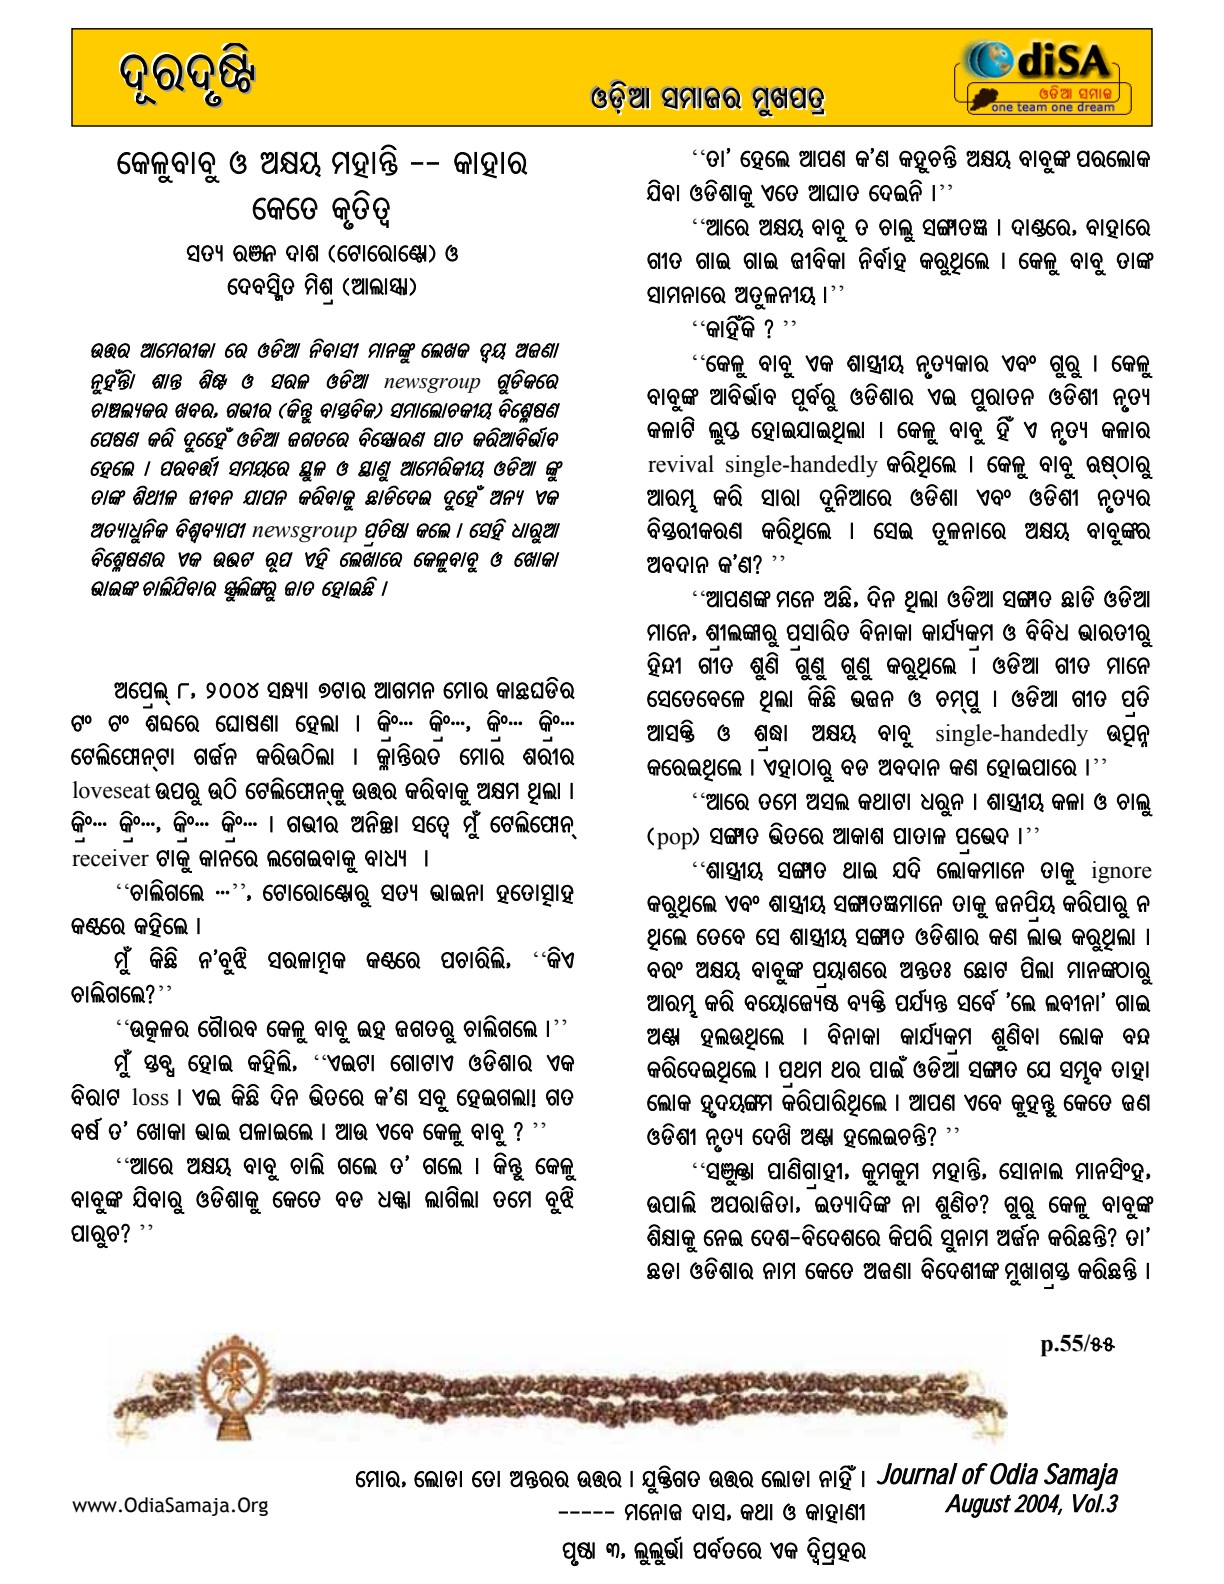 ଦୂରଦୃଷ୍ଟି
ଓଡ଼ିଆ ସମାଜର ମୁଖପତ୍ର
OdiSA
ଓଡିଆ ସମାଜ
one team one dream
କେଳୁବାବୁ ଓ ଅକ୍ଷୟ ମହାନ୍ତି -- କାହାର
କେତେ କୃତିତ୍ଵ
ସତ୍ୟ ରଞ୍ଜନ ଦାଶ (ଟୋରୋଣ୍ଟୋ) ଓ
ଦେବସ୍ମିତ ମିଶ୍ର (ଆଲାସ୍କା)
ଉତ୍ତର ଆମେରୀକା ରେ ଓଡିଆ ନିବାସୀ ମାନଙ୍କୁ ଲେଖକ ଦ୍ଵୟ ଅଜଣା
ନୁହଁନ୍ତି। ଶାନ୍ତ ଶିଷ୍ଟ ଓ ସରଳ ଓଡିଆ newsgroup ଗୁଡିକରେ
ଚାଞ୍ଚଲ୍ୟକର ଖବର, ଗଭୀର (କିନ୍ତୁ ବାସ୍ତବିକ) ସମାଲୋଚକୀୟ ବିଶ୍ଳେଷଣ
ପେଷଣ କରି ଦୁହେଁ ଓଡିଆ ଜଗତରେ ବିସ୍ଫୋରଣ ପାତ କରିଆବିର୍ଭାବ
ହେଲେ । ପରବର୍ତ୍ତୀ ସମୟରେ ସ୍ଥୁଳ ଓ ସ୍ଥାଣୁ ଆମେରିକୀୟ ଓଡିଆ ଙ୍କୁ
ତାଙ୍କ ଶିଥୀଳ ଜୀବନ ଯାପନ କରିବାକୁ ଛାଡିଦେଇ ଦୁହେଁ ଅନ୍ୟ ଏକ
ଅତ୍ୟାଧୁନିକ ବିଶ୍ଵବ୍ୟାପୀ newsgroup ପ୍ରତିଷ୍ଠା କଲେ । ସେହି ଧାରୁଆ
ବିଶ୍ଳେଷଣର ଏକ ଉଦ୍ଭଟ ରୂପ ଏହି ଲେଖାରେ କେଳୁବାବୁ ଓ ଖୋକା
ଭାଇଙ୍କ ଚାଲିଯିବାର ସ୍ଫୁଲିଙ୍ଗରୁ ଜାତ ହୋଇଛି ।
ଅପ୍ରେଲ୍ ୮, ୨୦୦୪ ସନ୍ଧ୍ୟା ୭ଟାର ଆଗମନ ମୋର କାଛଘଡିର
ଟଂ ଟଂ ଶବ୍ଦରେ ଘୋଷଣା ହେଲା । କ୍ରିଂ... କ୍ରିଂ..., କ୍ରିଂ... କ୍ରିଂ...
ଟେଲିଫୋନ୍‌ଟା ଗର୍ଜନ କରିଉଠିଲା । କ୍ଳାନ୍ତିରତ ମୋର ଶରୀର
loveseat ଉପରୁ ଉଠି ଟେଲିଫୋନ୍‌କୁ ଉତ୍ତର କରିବାକୁ ଅକ୍ଷମ ଥିଲା ।
କ୍ରିଂ... କ୍ରିଂ..., କ୍ରିଂ... କ୍ରିଂ... । ଗଭୀର ଅନିଚ୍ଛା ସତ୍ଵେ ମୁଁ ଟେଲିଫୋନ୍
receiver ଟାକୁ କାନରେ ଲଗେଇବାକୁ ବାଧ୍ୟ ।
‘‘ଚାଲିଗଲେ ...’’, ଟୋରୋଣ୍ଟୋରୁ ସତ୍ୟ ଭାଇନା ହତୋତ୍ସାହ
କଣ୍ଠରେ କହିଲେ ।
ମୁଁ କିଛି ନ’ବୁଝି ସରଳାତ୍ମକ କଣ୍ଠରେ ପଚାରିଲି, ‘‘କିଏ
ଚାଲିଗଲେ?’’
‘‘ଉତ୍କଳର ଗୌରବ କେଳୁ ବାବୁ ଇହ ଜଗତରୁ ଚାଲିଗଲେ ।’’
ମୁଁ ସ୍ତବ୍ଧ ହୋଇ କହିଲି, ‘‘ଏଇଟା ଗୋଟାଏ ଓଡିଶାର ଏକ
ବିରାଟ loss । ଏଇ କିଛି ଦିନ ଭିତରେ କ’ଣ ସବୁ ହେଇଗଲା! ଗତ
ବର୍ଷ ତ’ ଖୋକା ଭାଇ ପଳାଇଲେ । ଆଉ ଏବେ କେଳୁ ବାବୁ ? ’’
‘‘ଆରେ ଅକ୍ଷୟ ବାବୁ ଚାଲି ଗଲେ ତ’ ଗଲେ । କିନ୍ତୁ କେଳୁ
ବାବୁଙ୍କ ଯିବାରୁ ଓଡିଶାକୁ କେତେ ବଡ ଧକ୍କା ଲାଗିଲା ତମେ ବୁଝି
ପାରୁଚ? ’’
‘‘ତା’ ହେଲେ ଆପଣ କ’ଣ କହୁଚନ୍ତି ଅକ୍ଷୟ ବାବୁଙ୍କ ପରଲୋକ
ଯିବା ଓଡିଶାକୁ ଏତେ ଆଘାତ ଦେଇନି ।’’
‘‘ଆରେ ଅକ୍ଷୟ ବାବୁ ତ ଚାଲୁ ସଙ୍ଗୀତଜ୍ଞ । ଦାଣ୍ଡରେ, ବାହାରେ
ଗୀତ ଗାଇ ଗାଇ ଜୀବିକା ନିର୍ବାହ କରୁଥିଲେ । କେଳୁ ବାବୁ ତାଙ୍କ
ସାମନାରେ ଅତୁଳନୀୟ ।’’
‘‘କାହିଁକି ? ’’
‘‘କେଳୁ ବାବୁ ଏକ ଶାସ୍ତ୍ରୀୟ ନୃତ୍ୟକାର ଏବଂ ଗୁରୁ । କେଳୁ
ବାବୁଙ୍କ ଆବିର୍ଭାବ ପୂର୍ବରୁ ଓଡିଶାର ଏଇ ପୁରାତନ ଓଡିଶୀ ନୃତ୍ୟ
କଳାଟି ଲୁପ୍ତ ହୋଇଯାଇଥିଲା । କେଳୁ ବାବୁ ହିଁ ଏ ନୃତ୍ୟ କଳାର
revival single-handedly କରିଥିଲେ । କେଳୁ ବାବୁ ଋଷ୍‌ଠାରୁ
ଆରମ୍ଭ କରି ସାରା ଦୁନିଆରେ ଓଡିଶା ଏବଂ ଓଡିଶୀ ନୃତ୍ୟର
ବିସ୍ତରୀକରଣ କରିଥିଲେ । ସେଇ ତୁଳନାରେ ଅକ୍ଷୟ ବାବୁଙ୍କର
ଅବଦାନ କ’ଣ? ’’
‘‘ଆପଣଙ୍କ ମନେ ଅଛି, ଦିନ ଥିଲା ଓଡିଆ ସଙ୍ଗୀତ ଛାଡି ଓଡିଆ
ମାନେ, ଶ୍ରୀଲଙ୍କାରୁ ପ୍ରସାରିତ ବିନାକା କାର୍ଯ୍ୟକ୍ରମ ଓ ବିବିଧ ଭାରତୀରୁ
ହିନ୍ଦୀ ଗୀତ ଶୁଣି ଗୁଣୁ ଗୁଣୁ କରୁଥିଲେ । ଓଡିଆ ଗୀତ ମାନେ
ସେତେବେଳେ ଥିଲା କିଛି ଭଜନ ଓ ଚମ୍‌ପୁ । ଓଡିଆ ଗୀତ ପ୍ରତି
ଆସକ୍ତି ଓ ଶ୍ରଦ୍ଧା ଅକ୍ଷୟ ବାବୁ single-handedly ଉତ୍ପନ୍ନ
କରେଇଥିଲେ । ଏହାଠାରୁ ବଡ ଅବଦାନ କଣ ହୋଇପାରେ ।’’
‘‘ଆରେ ତମେ ଅସଲ କଥାଟା ଧରୁନ । ଶାସ୍ତ୍ରୀୟ କଳା ଓ ଚାଲୁ
(pop) ସଙ୍ଗୀତ ଭିତରେ ଆକାଶ ପାତାଳ ପ୍ରଭେଦ ।’’
‘‘ଶାସ୍ତ୍ରୀୟ ସଙ୍ଗୀତ ଥାଇ ଯଦି ଲୋକମାନେ ତାକୁ ignore
କରୁଥିଲେ ଏବଂ ଶାସ୍ତ୍ରୀୟ ସଙ୍ଗୀତଜ୍ଞମାନେ ତାକୁ ଜନପ୍ରିୟ କରିପାରୁ ନ
ଥିଲେ ତେବେ ସେ ଶାସ୍ତ୍ରୀୟ ସଙ୍ଗୀତ ଓଡିଶାର କଣ ଲାଭ କରୁଥିଲା ।
ବରଂ ଅକ୍ଷୟ ବାବୁଙ୍କ ପ୍ରୟାଶରେ ଅନ୍ତତଃ ଛୋଟ ପିଲା ମାନଙ୍କଠାରୁ
ଆରମ୍ଭ କରି ବୟୋଜ୍ୟେଷ୍ଠ ବ୍ୟକ୍ତି ପର୍ଯ୍ୟନ୍ତ ସର୍ବେ ’ଲେ ଲବୀନା’ ଗାଇ
ଅଣ୍ଟା ହଲଉଥିଲେ । ବିନାକା କାର୍ଯ୍ୟକ୍ରମ ଶୁଣିବା ଲୋକ ବନ୍ଦ
କରିଦେଇଥିଲେ । ପ୍ରଥମ ଥର ପାଇଁ ଓଡିଆ ସଙ୍ଗୀତ ଯେ ସମ୍ଭବ ତାହା
ଲୋକ ହୃଦୟଙ୍ଗମ କରିପାରିଥିଲେ । ଆପଣ ଏବେ କୁହନ୍ତୁ କେତେ ଜଣ
ଓଡିଶୀ ନୃତ୍ୟ ଦେଖି ଅଣ୍ଟା ହଲେଇଚନ୍ତି? ’’
‘‘ସଞ୍ଜୁକ୍ତା ପାଣିଗ୍ରାହୀ, କୁମକୁମ ମହାନ୍ତି, ସୋନାଲ ମାନସିଂହ,
ଉପାଲି ଅପରାଜିତା, ଇତ୍ୟାଦିଙ୍କ ନା ଶୁଣିଚ? ଗୁରୁ କେଳୁ ବାବୁଙ୍କ
ଶିକ୍ଷାକୁ ନେଇ ଦେଶ-ବିଦେଶରେ କିପରି ସୁନାମ ଅର୍ଜନ କରିଛନ୍ତି? ତା’
ଛଡା ଓଡିଶାର ନାମ କେତେ ଅଜଣା ବିଦେଶୀଙ୍କ ମୁଖାଗ୍ରସ୍ତ କରିଛନ୍ତି ।
p.55/୫୫
ମୋର, ଲୋଡା ତୋ ଅନ୍ତରର ଉତ୍ତର । ଯୁକ୍ତିଗତ ଉତ୍ତର ଲୋଡା ନାହିଁ ।
----- ମନୋଜ ଦାସ, କଥା ଓ କାହାଣୀ
ପୃଷ୍ଠା ୩, ଲୁଲୁର୍ଭା ପର୍ବତରେ ଏକ ଦ୍ଵିପ୍ରହର
www.OdiaSamaja.Org
Journal of Odia Samaja
August 2004, Vol.3